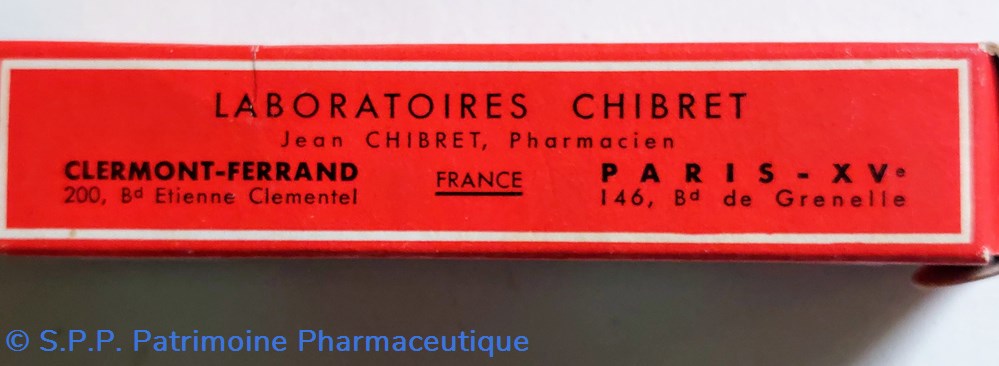 LABORATOIRES CHIBRET
Jean CHIBRET, Pharmacien
CLERMONT-FERRAND
200, Bd Etienne Clementel
FRANCE
PARIS-XVe
146, Bd de Grenelle
© S.P.P. Patrimoine Pharmaceutique